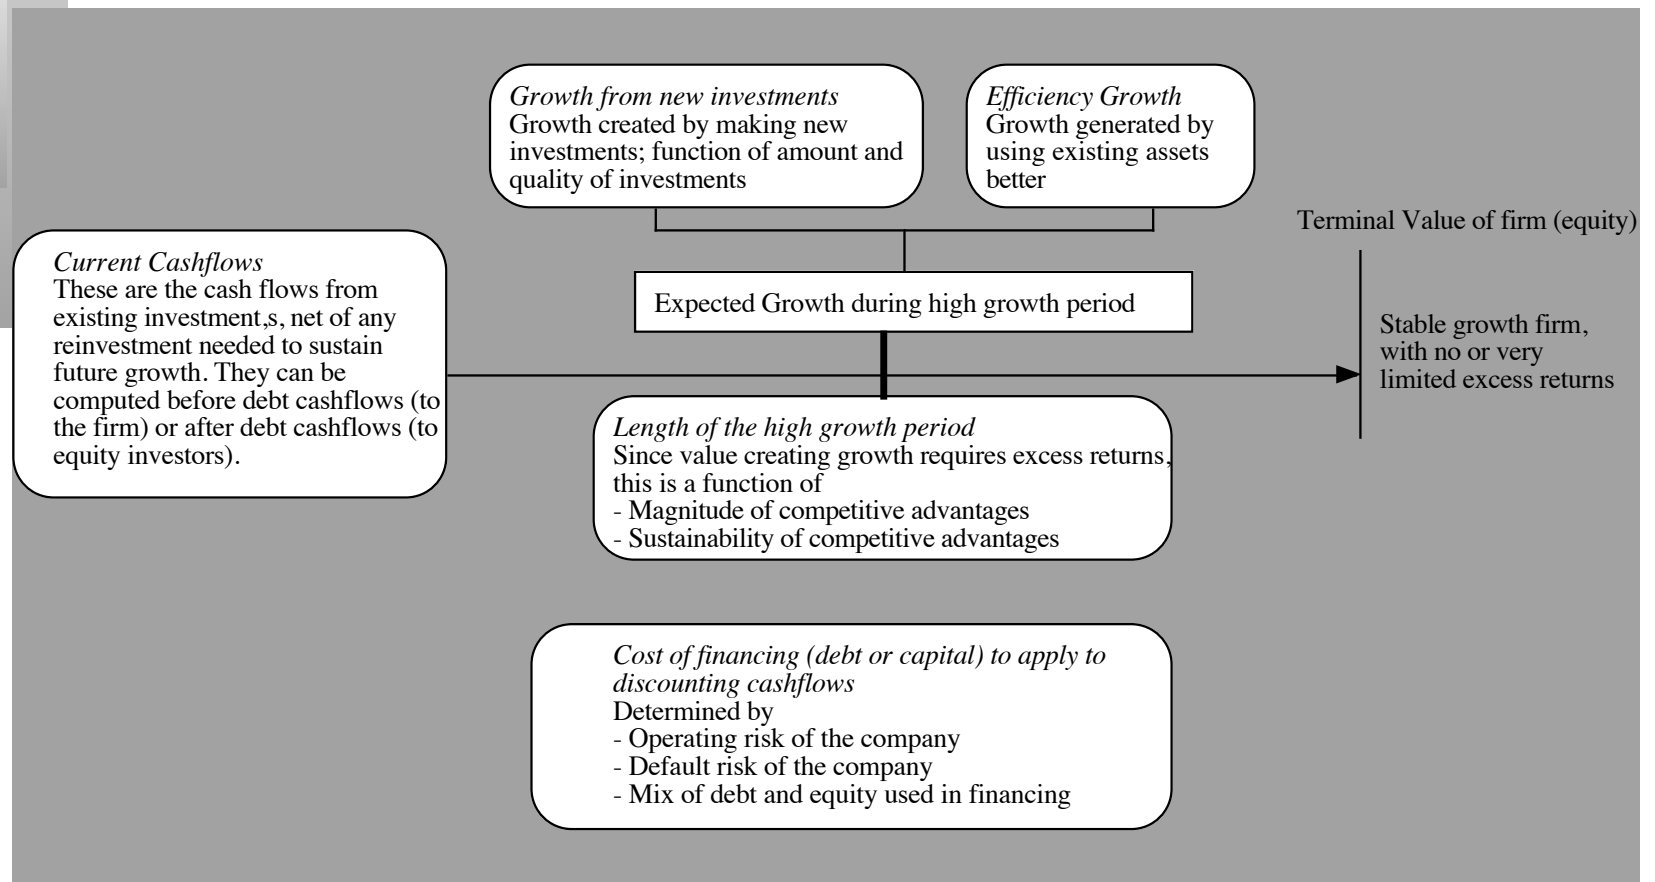 Growth from new investments
Growth created by making new
investments; function of amount and
quality of investments
Efficiency Growth
Growth generated by
using existing assets
better
Terminal Value of firm (equity)
Current Cashflows
These are the cash flows from
existing investment,s, net of any
reinvestment needed to sustain
future growth. They can be
computed before debt cashflows (to
the firm) or after debt cashflows (to
equity investors).
Expected Growth during high growth period
Stable growth firm,
with no or very
limited excess returns
Length of the high growth period
Since value creating growth requires excess returns,
this is a function of
- Magnitude of competitive advantages
- Sustainability of competitive advantages
Cost of financing (debt or capital) to apply to
discounting cashflows
Determined by
- Operating risk of the company
- Default risk of the company
- Mix of debt and equity used in financing